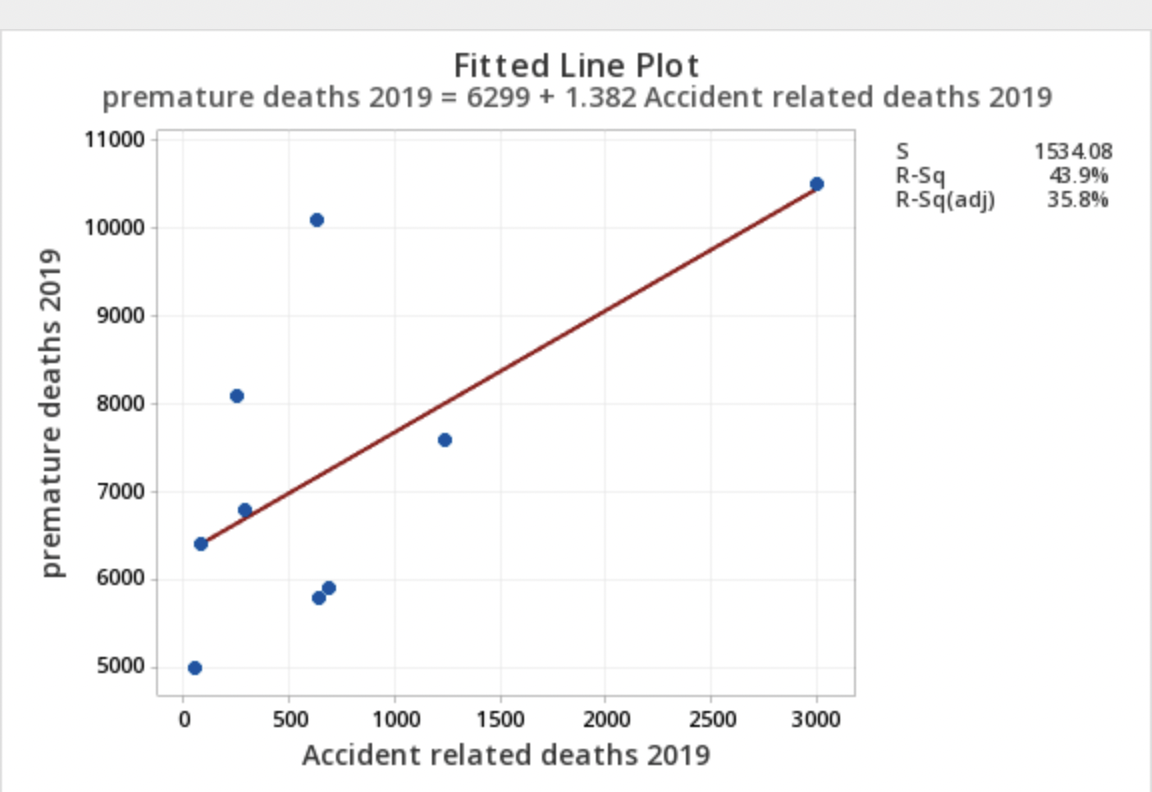 Fitted Line Plot
premature deaths 2019 = 6299 + 1.382 Accident related deaths 2019
S 1534.08
R-Sq 43.9%
R-Sq(adj) 35.8%
premature deaths 2019
11000
10000
9000
8000
7000
6000
5000
0 500 1000 1500 2000 2500 3000
Accident related deaths 2019